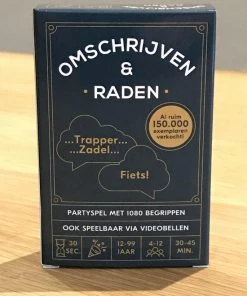 OMSCHRIJVEN
&
RADEN
Al ruim
150.000
exemplaren
verkocht!
...Trapper...
...Zadel...
Fiets!
PARTYSPEL MET 1080 BEGRIPPEN
OOK SPEELBAAR VIA VIDEOBELLEN
30 SEC.
12-99 JAAR
4-12
30-45 MIN.